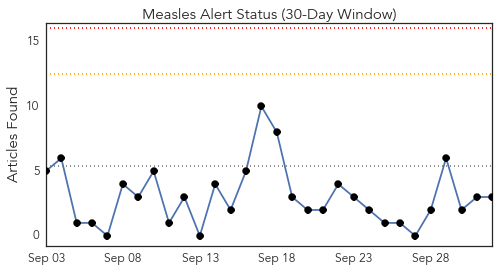 Measles Alert Status (30-Day Window)
Articles Found
15
10
5
0
Sep 03 Sep 08 Sep 13 Sep 18 Sep 23 Sep 28